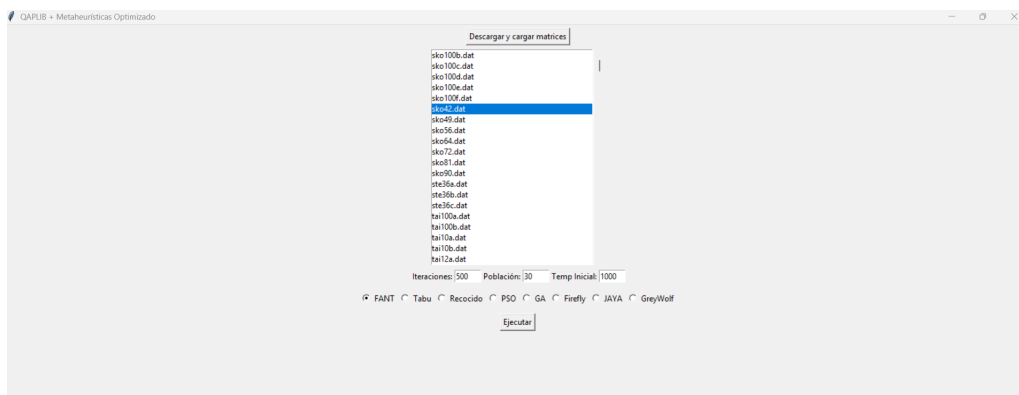 QAPLIB + Metaheurísticas Optimizado
Descargar y cargar matrices
sko100b.dat
sko100c.dat
sko100d.dat
sko100e.dat
sko100f.dat
sko42.dat
sko49.dat
sko56.dat
sko64.dat
sko72.dat
sko81.dat
sko90.dat
ste36a.dat
ste36b.dat
ste36c.dat
tai100a.dat
tai100b.dat
tai10a.dat
tai10b.dat
tai12a.dat
Iteraciones: 500 Población: 30 Temp Inicial: 1000
FANT Tabu Recocido PSO GA Firefly JAYA GreyWolf
Ejecutar